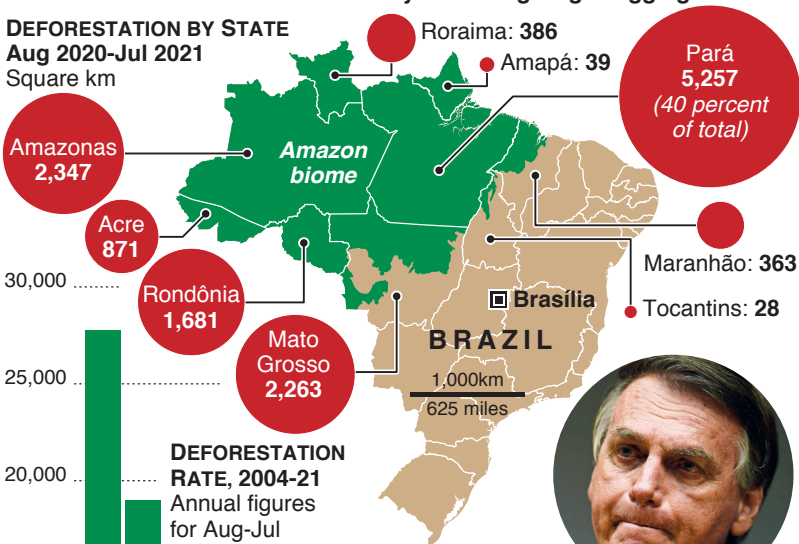 DEFORESTATION BY STATE
Aug 2020-Jul 2021
Square km
Roraima: 386
Amapá: 39
Pará
5,257
(40 percent
of total)
Amazonas
2,347
Amazon
biome
Acre
871
Maranhão: 363
30,000
Rondônia
1,681
Brasília
Tocantins: 28
Mato
Grosso
2,263
BRAZIL
1,000km
625 miles
25,000
DEFORESTATION
RATE, 2004-21
Annual figures
for Aug-Jul
20,000